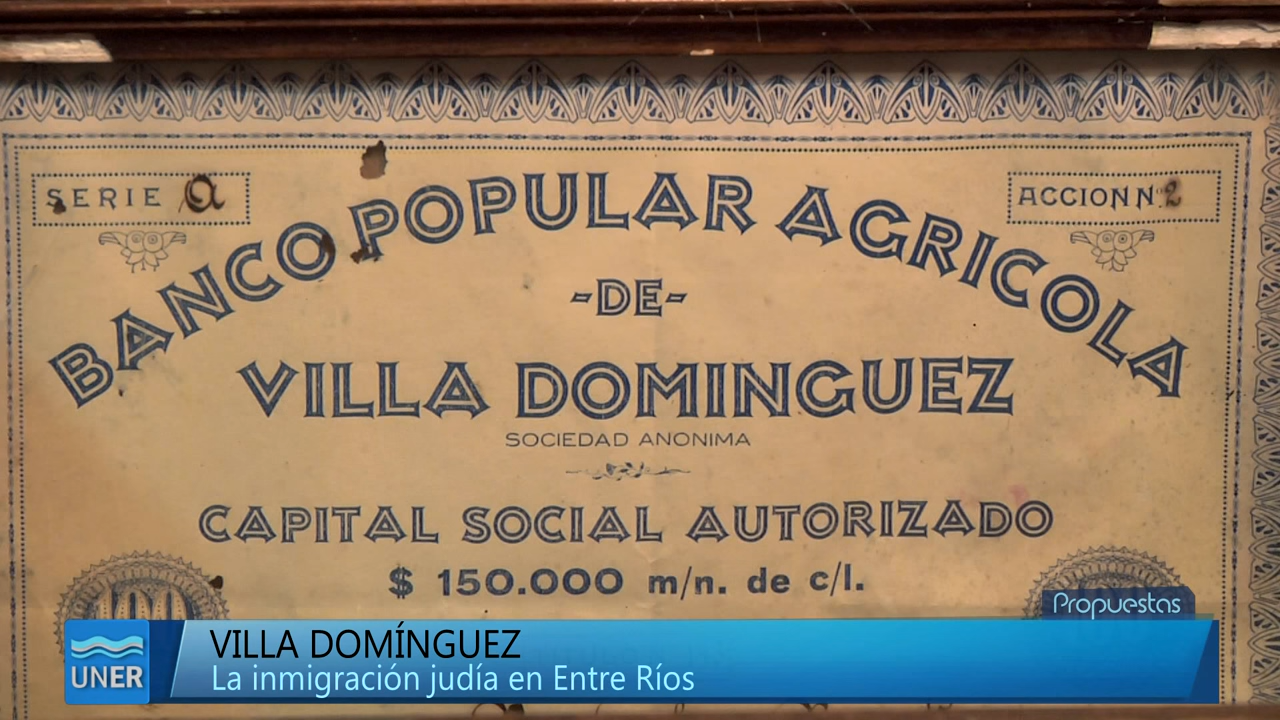 SERIE a
ACCION N. 2
BANCO POPULAR AGRICOLA
-DE-
VILLA DOMINGUEZ
SOCIEDAD ANONIMA
CAPITAL SOCIAL AUTORIZADO
$ 150.000 m/n. de c/l.
100
Propuestas
UNER
VILLA DOMÍNGUEZ
La inmigración judía en Entre Ríos